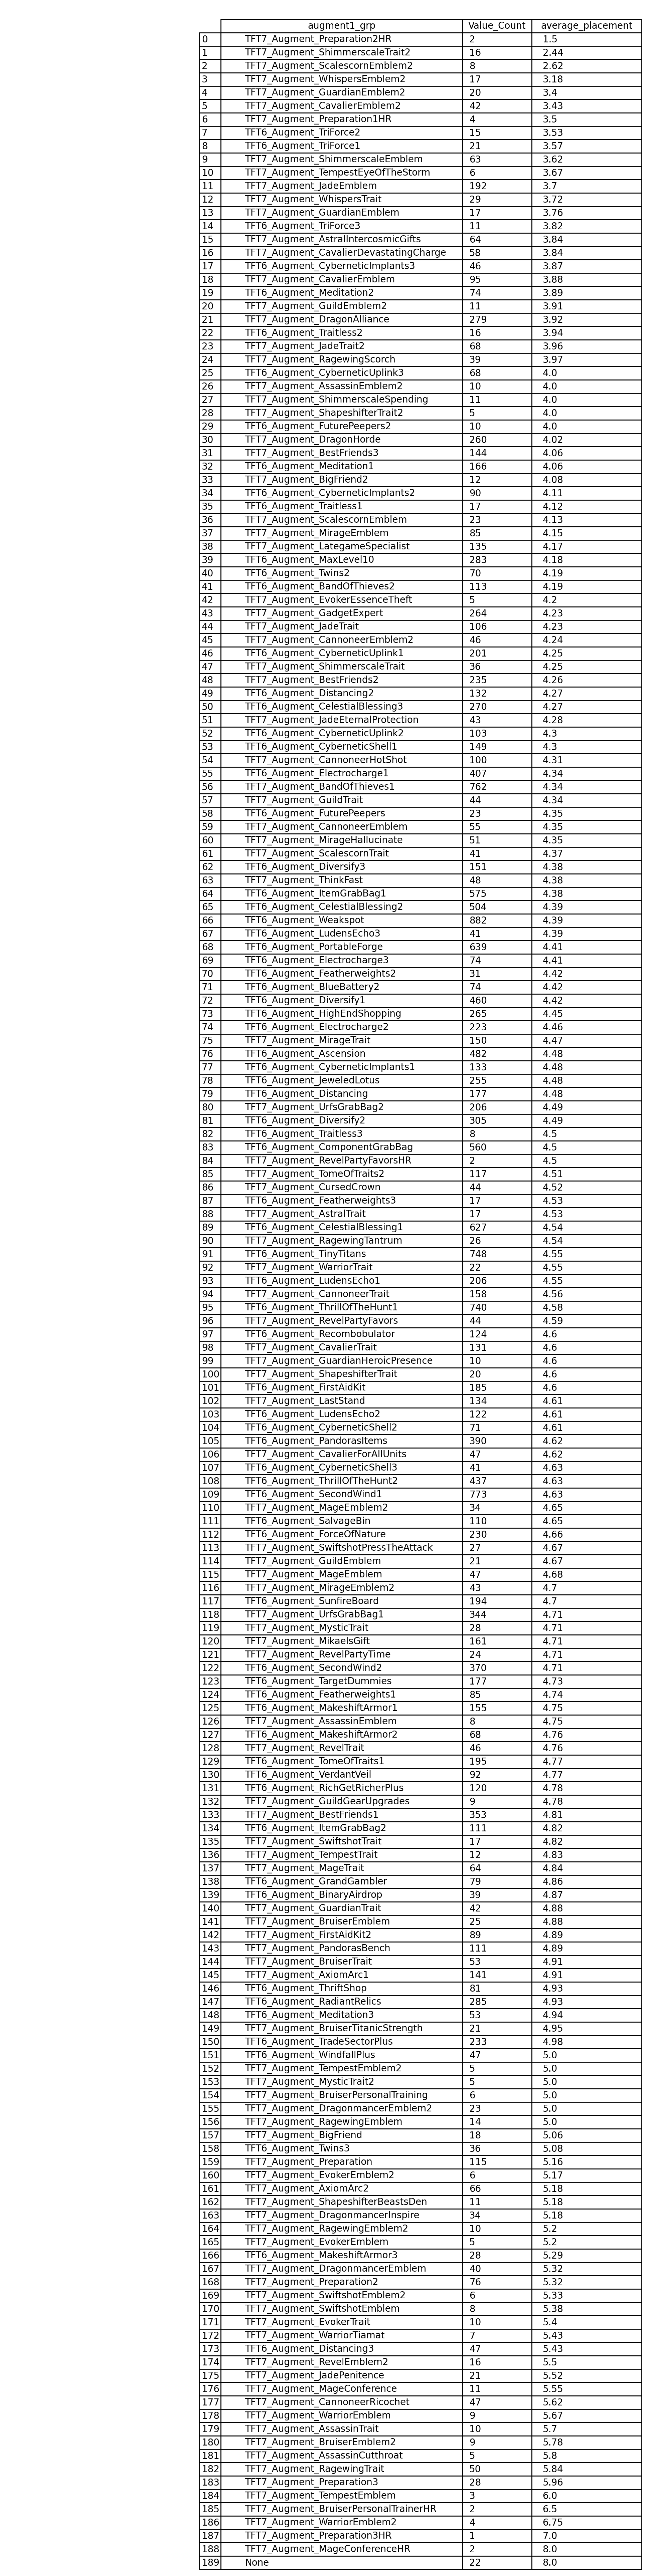 augment1_grp Value_Count average_placement
0 TFT7_Augment_Preparation2HR 2 1.5
1 TFT7_Augment_ShimmerscaleTrait2 16 2.44
2 TFT7_Augment_ScalescornEmblem2 8 2.62
3 TFT7_Augment_WhispersEmblem2 17 3.18
4 TFT7_Augment_GuardianEmblem2 20 3.4
5 TFT7_Augment_CavalierEmblem2 42 3.43
6 TFT7_Augment_Preparation1HR 4 3.5
7 TFT6_Augment_TriForce2 15 3.53
8 TFT6_Augment_TriForce1 21 3.57
9 TFT7_Augment_ShimmerscaleEmblem 63 3.62
10 TFT7_Augment_TempestEyeOfTheStorm 6 3.67
11 TFT7_Augment_JadeEmblem 192 3.7
12 TFT7_Augment_WhispersTrait 29 3.72
13 TFT7_Augment_GuardianEmblem 17 3.76
14 TFT6_Augment_TriForce3 11 3.82
15 TFT7_Augment_AstralIntercosmicGifts 64 3.84
16 TFT7_Augment_CavalierDevastatingCharge 58 3.84
17 TFT6_Augment_CyberneticImplants3 46 3.87
18 TFT7_Augment_CavalierEmblem 95 3.88
19 TFT6_Augment_Meditation2 74 3.89
20 TFT7_Augment_GuildEmblem2 11 3.91
21 TFT7_Augment_DragonAlliance 279 3.92
22 TFT6_Augment_Traitless2 16 3.94
23 TFT7_Augment_JadeTrait2 68 3.96
24 TFT7_Augment_RagewingScorch 39 3.97
25 TFT6_Augment_CyberneticUplink3 68 4.0
26 TFT7_Augment_AssassinEmblem2 10 4.0
27 TFT7_Augment_ShimmerscaleSpending 11 4.0
28 TFT7_Augment_ShapeshifterTrait2 5 4.0
29 TFT6_Augment_FuturePeepers2 10 4.0
30 TFT7_Augment_DragonHorde 260 4.02
31 TFT7_Augment_BestFriends3 144 4.06
32 TFT6_Augment_Meditation1 166 4.06
33 TFT7_Augment_BigFriend2 12 4.08
34 TFT6_Augment_CyberneticImplants2 90 4.11
35 TFT6_Augment_Traitless1 17 4.12
36 TFT7_Augment_ScalescornEmblem 23 4.13
37 TFT7_Augment_MirageEmblem 85 4.15
38 TFT7_Augment_LategameSpecialist 135 4.17
39 TFT6_Augment_MaxLevel10 283 4.18
40 TFT6_Augment_Twins2 70 4.19
41 TFT6_Augment_BandOfThieves2 113 4.19
42 TFT7_Augment_EvokerEssenceTheft 5 4.2
43 TFT7_Augment_GadgetExpert 264 4.23
44 TFT7_Augment_JadeTrait 106 4.23
45 TFT7_Augment_CannoneerEmblem2 46 4.24
46 TFT6_Augment_CyberneticUplink1 201 4.25
47 TFT7_Augment_ShimmerscaleTrait 36 4.25
48 TFT7_Augment_BestFriends2 235 4.26
49 TFT6_Augment_Distancing2 132 4.27
50 TFT6_Augment_CelestialBlessing3 270 4.27
51 TFT7_Augment_JadeEternalProtection 43 4.28
52 TFT6_Augment_CyberneticUplink2 103 4.3
53 TFT6_Augment_CyberneticShell1 149 4.3
54 TFT7_Augment_CannoneerHotShot 100 4.31
55 TFT6_Augment_Electrocharge1 407 4.34
56 TFT7_Augment_BandOfThieves1 762 4.34
57 TFT7_Augment_GuildTrait 44 4.34
58 TFT6_Augment_FuturePeepers 23 4.35
59 TFT7_Augment_CannoneerEmblem 55 4.35
60 TFT7_Augment_MirageHallucinate 51 4.35
61 TFT7_Augment_ScalescornTrait 41 4.37
62 TFT6_Augment_Diversify3 151 4.38
63 TFT7_Augment_ThinkFast 48 4.38
64 TFT6_Augment_ItemGrabBag1 575 4.38
65 TFT6_Augment_CelestialBlessing2 504 4.39
66 TFT6_Augment_Weakspot 882 4.39
67 TFT6_Augment_LudensEcho3 41 4.39
68 TFT6_Augment_PortableForge 639 4.41
69 TFT6_Augment_Electrocharge3 74 4.41
70 TFT6_Augment_Featherweights2 31 4.42
71 TFT6_Augment_BlueBattery2 74 4.42
72 TFT6_Augment_Diversify1 460 4.42
73 TFT6_Augment_HighEndShopping 265 4.45
74 TFT6_Augment_Electrocharge2 223 4.46
75 TFT7_Augment_MirageTrait 150 4.47
76 TFT6_Augment_Ascension 482 4.48
77 TFT6_Augment_CyberneticImplants1 133 4.48
78 TFT6_Augment_JeweledLotus 255 4.48
79 TFT6_Augment_Distancing 177 4.48
80 TFT7_Augment_UrfsGrabBag2 206 4.49
81 TFT6_Augment_Diversify2 305 4.49
82 TFT6_Augment_Traitless3 8 4.5
83 TFT6_Augment_ComponentGrabBag 560 4.5
84 TFT7_Augment_RevelPartyFavorsHR 2 4.5
85 TFT7_Augment_TomeOfTraits2 117 4.51
86 TFT7_Augment_CursedCrown 44 4.52
87 TFT6_Augment_Featherweights3 17 4.53
88 TFT7_Augment_AstralTrait 17 4.53
89 TFT6_Augment_CelestialBlessing1 627 4.54
90 TFT7_Augment_RagewingTantrum 26 4.54
91 TFT6_Augment_TinyTitans 748 4.55
92 TFT7_Augment_WarriorTrait 22 4.55
93 TFT6_Augment_LudensEcho1 206 4.55
94 TFT7_Augment_CannoneerTrait 158 4.56
95 TFT6_Augment_ThrillOfTheHunt1 740 4.58
96 TFT7_Augment_RevelPartyFavors 44 4.59
97 TFT6_Augment_Recombobulator 124 4.6
98 TFT7_Augment_CavalierTrait 131 4.6
99 TFT7_Augment_GuardianHeroicPresence 10 4.6
100 TFT7_Augment_ShapeshifterTrait 20 4.6
101 TFT6_Augment_FirstAidKit 185 4.6
102 TFT7_Augment_LastStand 134 4.61
103 TFT6_Augment_LudensEcho2 122 4.61
104 TFT6_Augment_CyberneticShell2 71 4.61
105 TFT6_Augment_PandorasItems 390 4.62
106 TFT7_Augment_CavalierForAllUnits 47 4.62
107 TFT6_Augment_CyberneticShell3 41 4.63
108 TFT6_Augment_ThrillOfTheHunt2 437 4.63
109 TFT6_Augment_SecondWind1 773 4.63
110 TFT7_Augment_MageEmblem2 34 4.65
111 TFT6_Augment_SalvageBin 110 4.65
112 TFT6_Augment_ForceOfNature 230 4.66
113 TFT7_Augment_SwiftshotPressTheAttack 27 4.67
114 TFT7_Augment_GuildEmblem 21 4.67
115 TFT7_Augment_MageEmblem 47 4.68
116 TFT7_Augment_MirageEmblem2 43 4.7
117 TFT6_Augment_SunfireBoard 194 4.7
118 TFT7_Augment_UrfsGrabBag1 344 4.71
119 TFT7_Augment_MysticTrait 28 4.71
120 TFT7_Augment_MikaelsGift 161 4.71
121 TFT7_Augment_RevelPartyTime 24 4.71
122 TFT6_Augment_SecondWind2 370 4.71
123 TFT6_Augment_TargetDummies 177 4.73
124 TFT6_Augment_Featherweights1 85 4.74
125 TFT6_Augment_MakeshiftArmor1 155 4.75
126 TFT7_Augment_AssassinEmblem 8 4.75
127 TFT6_Augment_MakeshiftArmor2 68 4.76
128 TFT7_Augment_RevelTrait 46 4.76
129 TFT6_Augment_TomeOfTraits1 195 4.77
130 TFT6_Augment_VerdantVeil 92 4.77
131 TFT6_Augment_RichGetRicherPlus 120 4.78
132 TFT7_Augment_GuildGearUpgrades 9 4.78
133 TFT7_Augment_BestFriends1 353 4.81
134 TFT6_Augment_ItemGrabBag2 111 4.82
135 TFT7_Augment_SwiftshotTrait 17 4.82
136 TFT7_Augment_TempestTrait 12 4.83
137 TFT7_Augment_MageTrait 64 4.84
138 TFT6_Augment_GrandGambler 79 4.86
139 TFT6_Augment_BinaryAirdrop 39 4.87
140 TFT7_Augment_GuardianTrait 42 4.88
141 TFT7_Augment_BruiserEmblem 25 4.88
142 TFT7_Augment_FirstAidKit2 89 4.89
143 TFT7_Augment_PandorasBench 111 4.89
144 TFT7_Augment_BruiserTrait 53 4.91
145 TFT7_Augment_AxiomArc1 141 4.91
146 TFT6_Augment_ThriftShop 81 4.93
147 TFT6_Augment_RadiantRelics 285 4.93
148 TFT6_Augment_Meditation3 53 4.94
149 TFT7_Augment_BruiserTitanicStrength 21 4.95
150 TFT6_Augment_TradeSectorPlus 233 4.98
151 TFT6_Augment_WindfallPlus 47 5.0
152 TFT7_Augment_TempestEmblem2 5 5.0
153 TFT7_Augment_MysticTrait2 5 5.0
154 TFT7_Augment_BruiserPersonalTraining 6 5.0
155 TFT7_Augment_DragonmancerEmblem2 23 5.0
156 TFT7_Augment_RagewingEmblem 14 5.0
157 TFT7_Augment_BigFriend 18 5.06
158 TFT6_Augment_Twins3 36 5.08
159 TFT7_Augment_Preparation 115 5.16
160 TFT7_Augment_EvokerEmblem2 6 5.17
161 TFT7_Augment_AxiomArc2 66 5.18
162 TFT7_Augment_ShapeshifterBeastsDen 11 5.18
163 TFT7_Augment_DragonmancerInspire 34 5.18
164 TFT7_Augment_RagewingEmblem2 10 5.2
165 TFT7_Augment_EvokerEmblem 5 5.2
166 TFT6_Augment_MakeshiftArmor3 28 5.29
167 TFT7_Augment_DragonmancerEmblem 40 5.32
168 TFT7_Augment_Preparation2 76 5.32
169 TFT7_Augment_SwiftshotEmblem2 6 5.33
170 TFT7_Augment_SwiftshotEmblem 8 5.38
171 TFT7_Augment_EvokerTrait 10 5.4
172 TFT7_Augment_WarriorTiamat 7 5.43
173 TFT6_Augment_Distancing3 47 5.43
174 TFT7_Augment_RevelEmblem2 16 5.5
175 TFT7_Augment_JadePenitence 21 5.52
176 TFT7_Augment_MageConference 11 5.55
177 TFT7_Augment_CannoneerRicochet 47 5.62
178 TFT7_Augment_WarriorEmblem 9 5.67
179 TFT7_Augment_AssassinTrait 10 5.7
180 TFT7_Augment_BruiserEmblem2 9 5.78
181 TFT7_Augment_AssassinCutthroat 5 5.8
182 TFT7_Augment_RagewingTrait 50 5.84
183 TFT7_Augment_Preparation3 28 5.96
184 TFT7_Augment_TempestEmblem 3 6.0
185 TFT7_Augment_BruiserPersonalTrainerHR 2 6.5
186 TFT7_Augment_WarriorEmblem2 4 6.75
187 TFT7_Augment_Preparation3HR 1 7.0
188 TFT7_Augment_MageConferenceHR 2 8.0
189 None 22 8.0